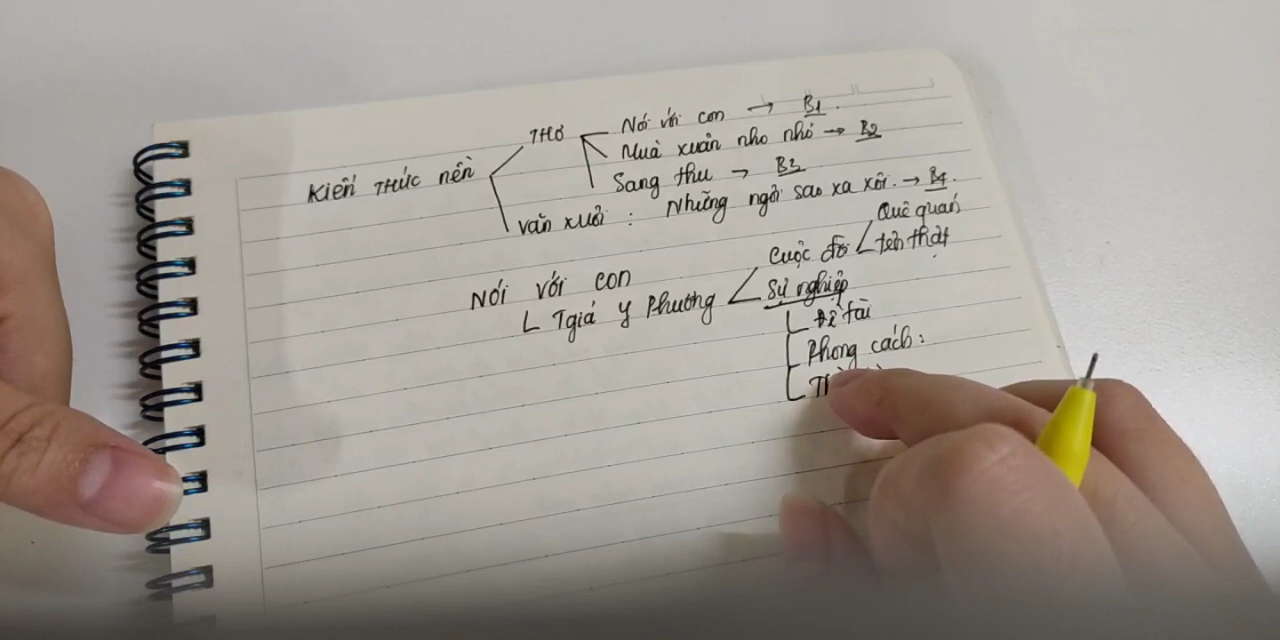 Thơ
Nói với con → B1.
Mùa xuân nho nhỏ → B2
Kiến thức nền
Sang thu → B3
văn xuôi : Những ngôi sao xa xôi. → B4.
Nói với con
Cuộc đời
Quê quán
tên thật
└ Tgiả y Phương
Sự nghiệp
Đề tài
Phong cách: